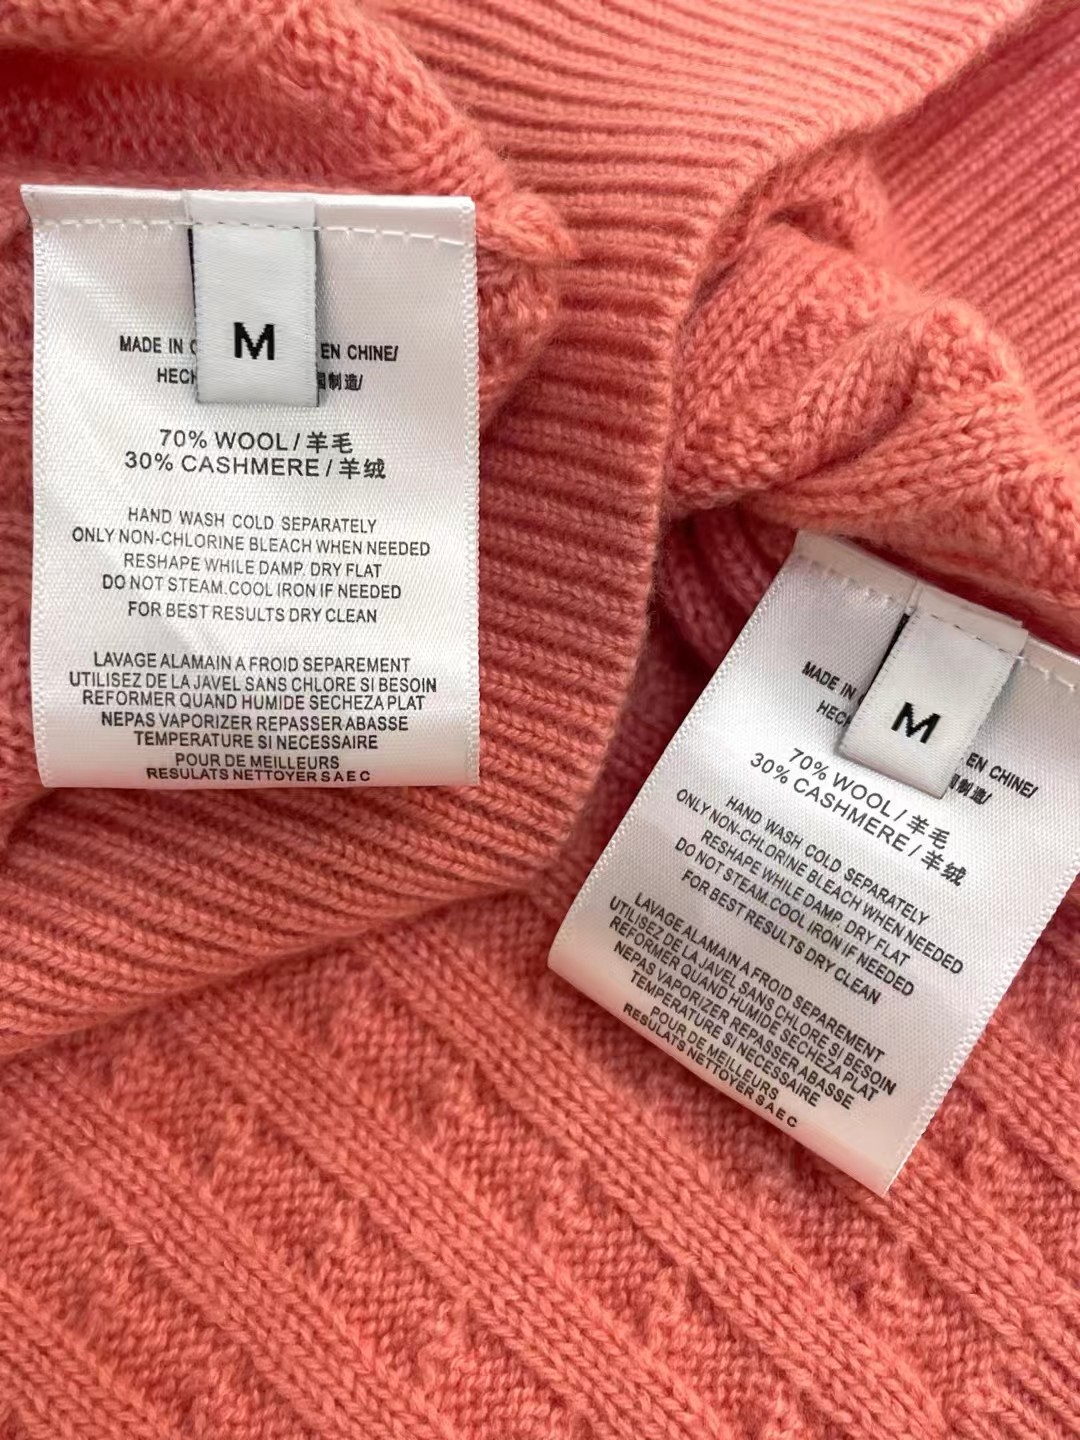 M
MADE IN
EN CHINE/
HECH
制造/
70% WOOL / 羊毛
30% CASHMERE / 羊绒
HAND WASH COLD SEPARATELY
ONLY NON-CHLORINE BLEACH WHEN NEEDED
RESHAPE WHILE DAMP. DRY FLAT
DO NOT STEAM.COOL IRON IF NEEDED
FOR BEST RESULTS DRY CLEAN
LAVAGE ALAMAIN A FROID SEPAREMENT
UTILISEZ DE LA JAVEL SANS CHLORE SI BESOIN
REFORMER QUAND HUMIDE SECHEZA PLAT
NEPAS VAPORIZER REPASSER ABASSE
TEMPERATURE SI NECESSAIRE
POUR DE MEILLEURS
RESULATS NETTOYER S A E C
M
MADE IN
EN CHINE/
HECH
制造/
70% WOOL / 羊毛
30% CASHMERE / 羊绒
HAND WASH COLD SEPARATELY
ONLY NON-CHLORINE BLEACH WHEN NEEDED
RESHAPE WHILE DAMP. DRY FLAT
DO NOT STEAM.COOL IRON IF NEEDED
FOR BEST RESULTS DRY CLEAN
LAVAGE ALAMAIN A FROID SEPAREMENT
UTILISEZ DE LA JAVEL SANS CHLORE SI BESOIN
REFORMER QUAND HUMIDE SECHEZA PLAT
NEPAS VAPORIZER REPASSER ABASSE
TEMPERATURE SI NECESSAIRE
POUR DE MEILLEURS
RESULATS NETTOYER S A E C